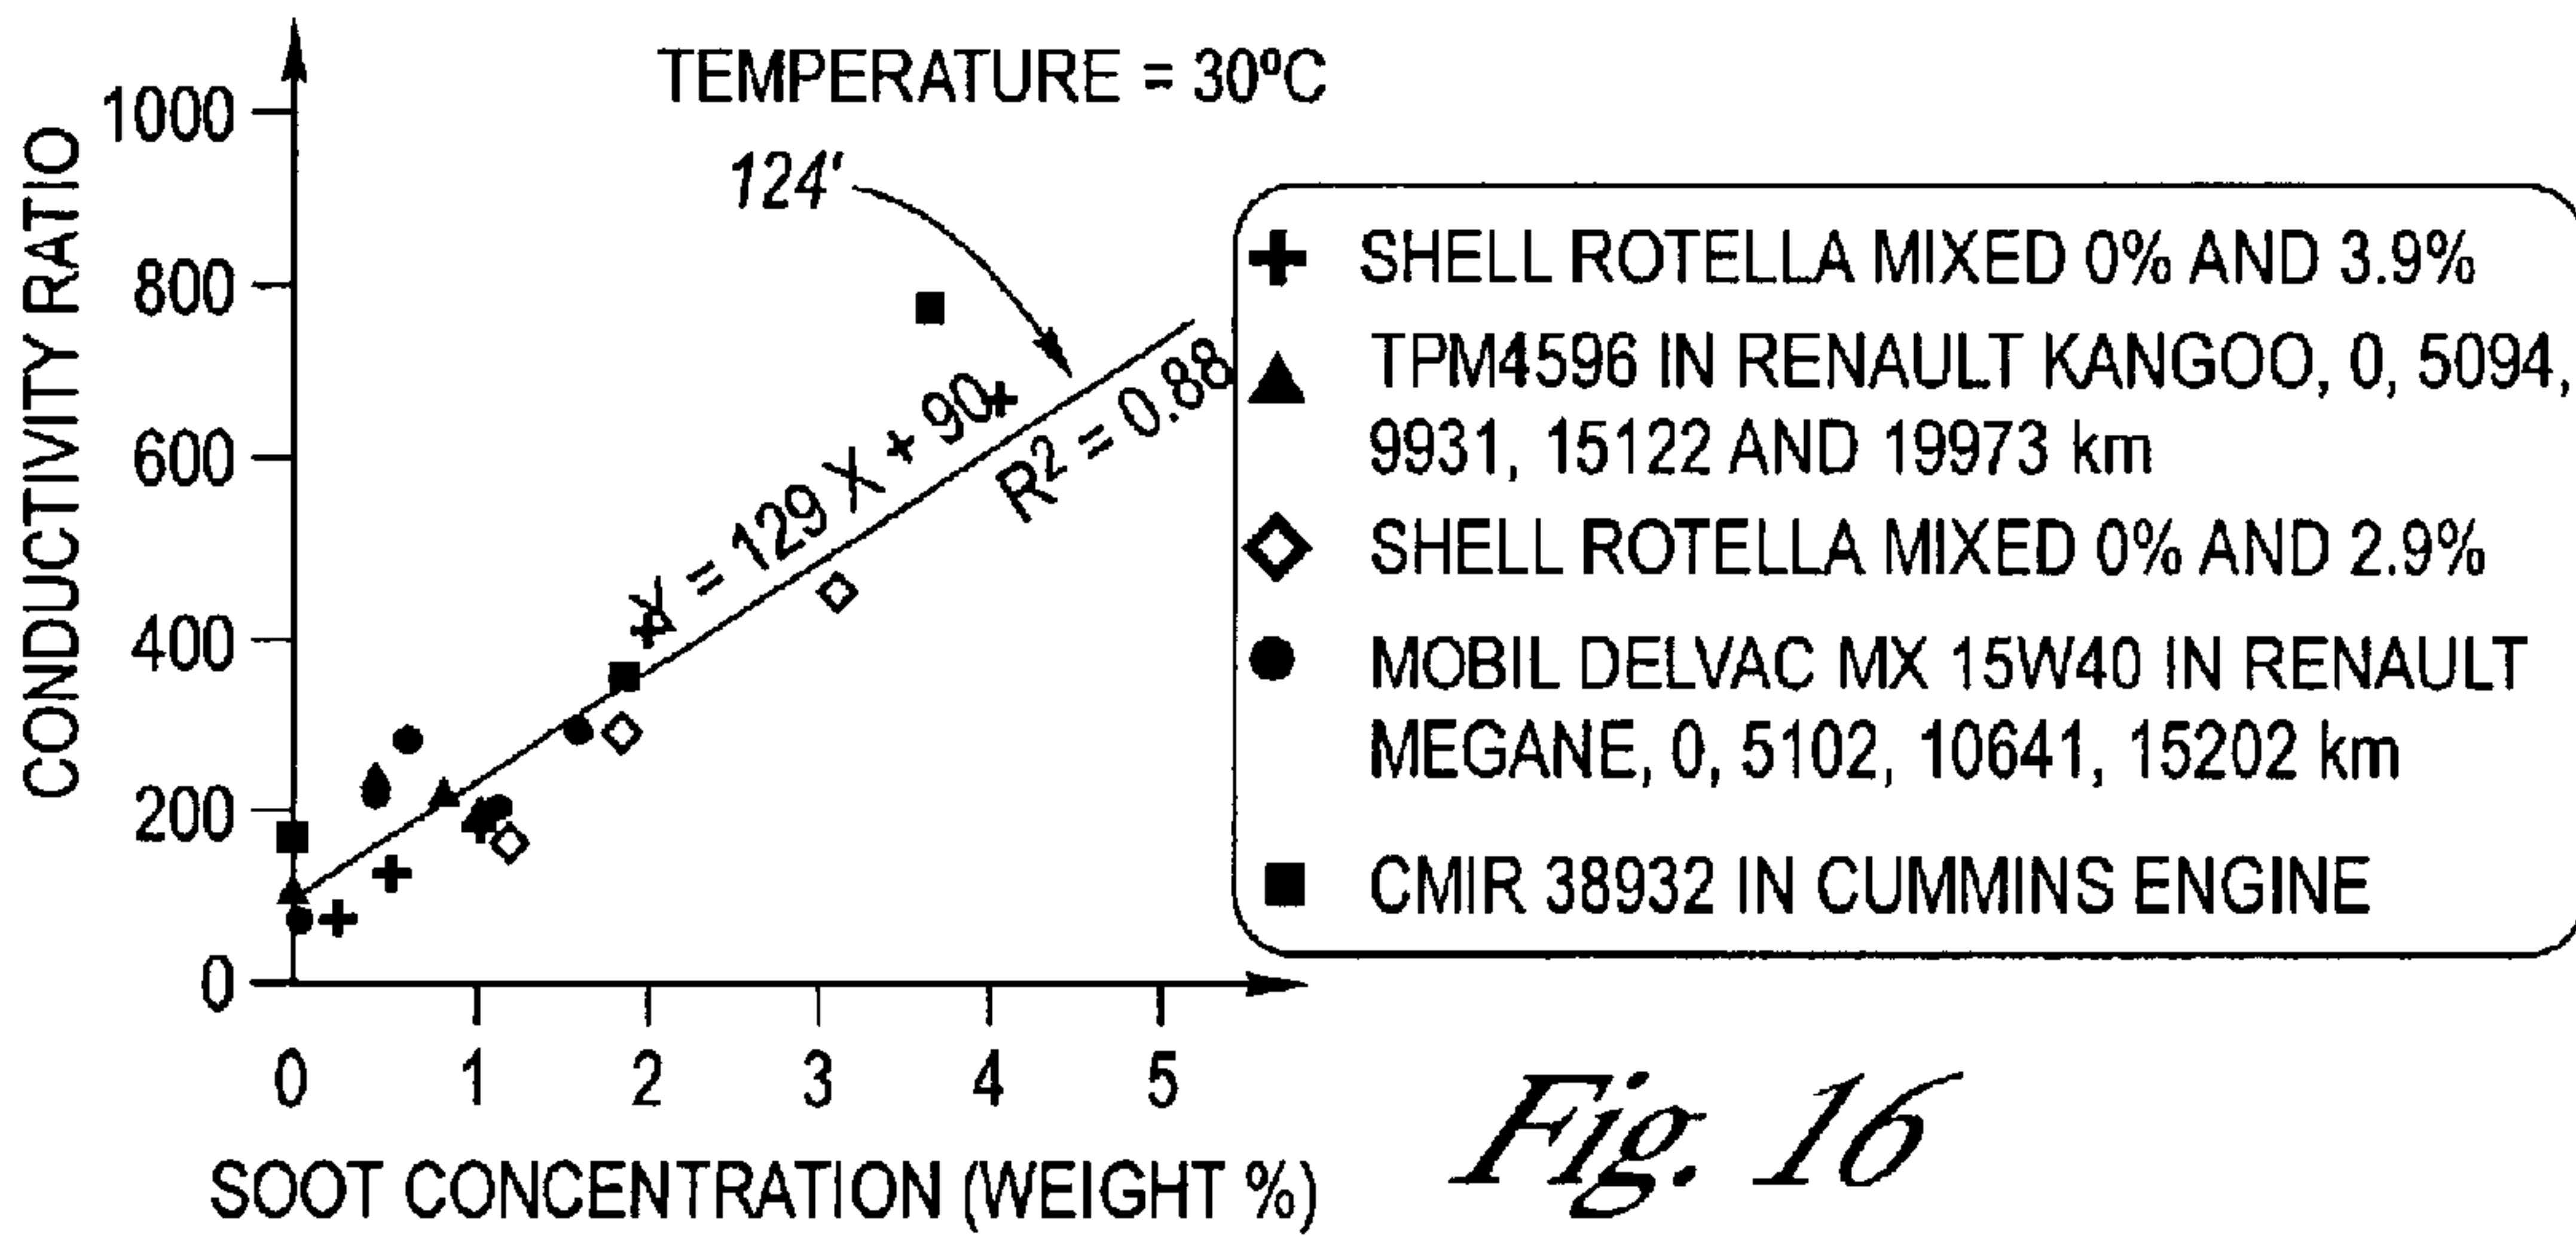 TEMPERATURE = 30ºC
124'
1000
800
600
400
200
0
CONDUCTIVITY RATIO
Y = 129 X + 90
R² = 0.88
0 1 2 3 4 5
SOOT CONCENTRATION (WEIGHT %)
SHELL ROTELLA MIXED 0% AND 3.9%
TPM4596 IN RENAULT KANGOO, 0, 5094,
9931, 15122 AND 19973 km
SHELL ROTELLA MIXED 0% AND 2.9%
MOBIL DELVAC MX 15W40 IN RENAULT
MEGANE, 0, 5102, 10641, 15202 km
CMIR 38932 IN CUMMINS ENGINE
Fig. 16